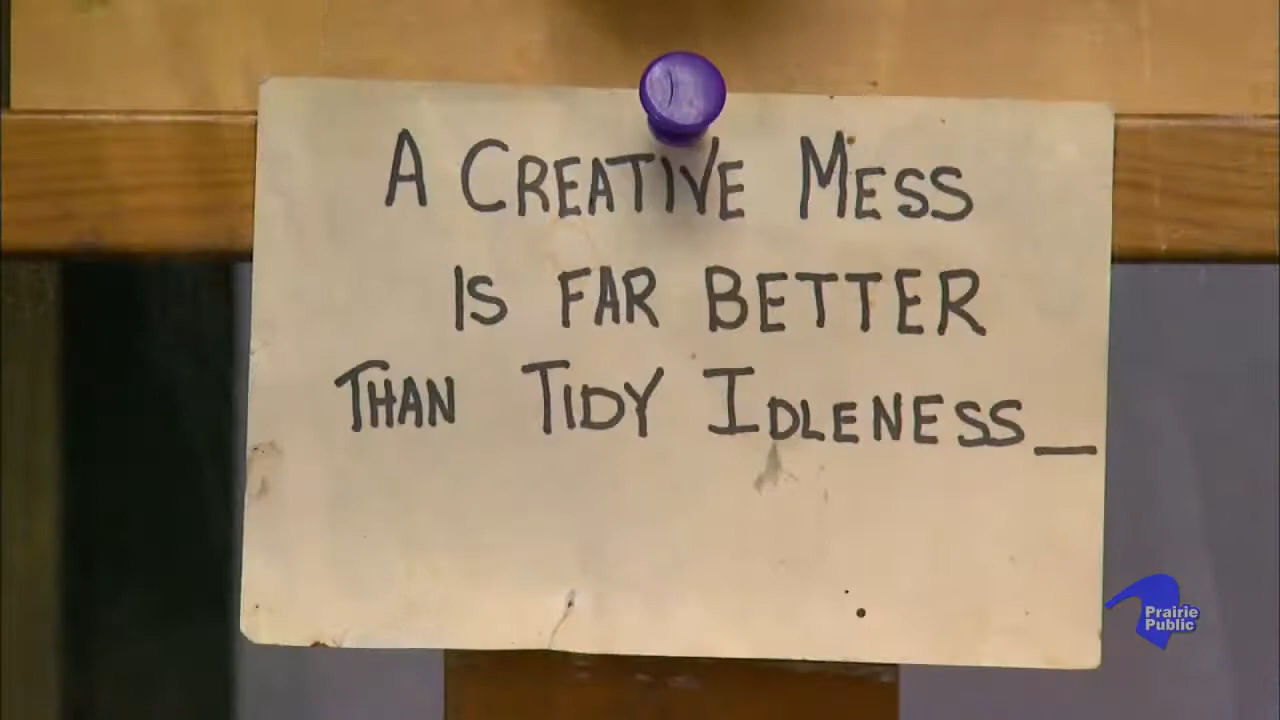 A CREATIVE MESS
IS FAR BETTER
THAN TIDY IDLENESS_
Prairie
Public